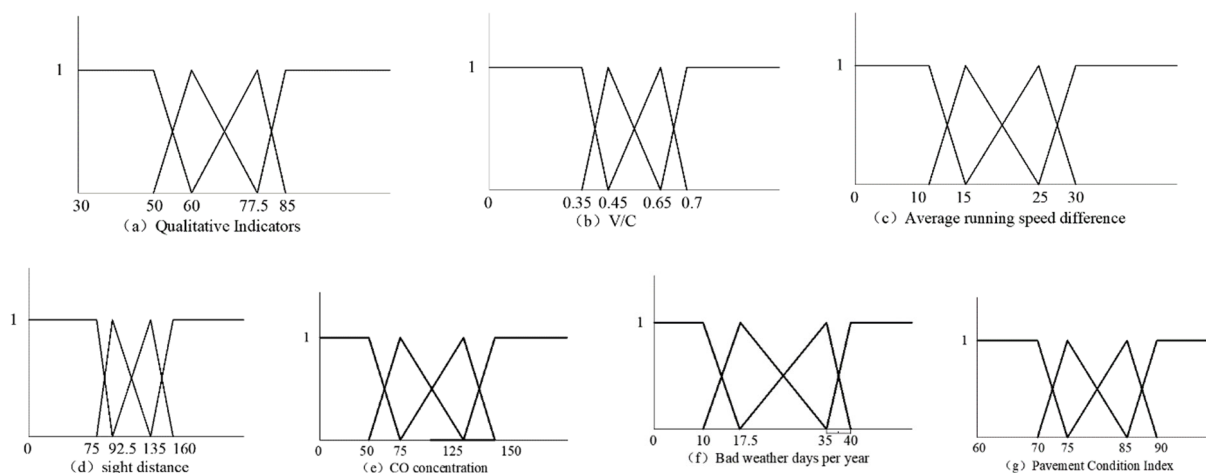 1
30 50 60 77.5 85
（a）Qualitative Indicators
1
0 0.35 0.45 0.65 0.7
（b）V/C
1
0 10 15 25 30
（c）Average running speed difference
1
0 75 92.5 135 160
（d）sight distance
1
0 50 75 125 150
（e）CO concentration
1
0 10 17.5 35 40
（f）Bad weather days per year
1
60 70 75 85 90
（g）Pavement Condition Index